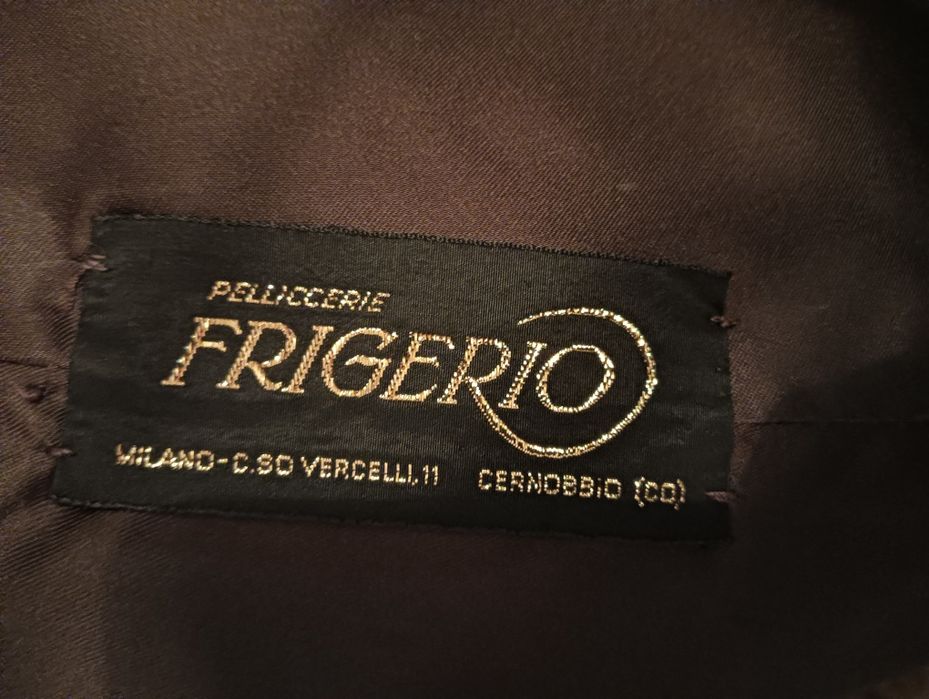 PELLICCERIE
FRIGERIO
MILANO-C.SO VERCELLI,11 CERNOBBIO (CO)